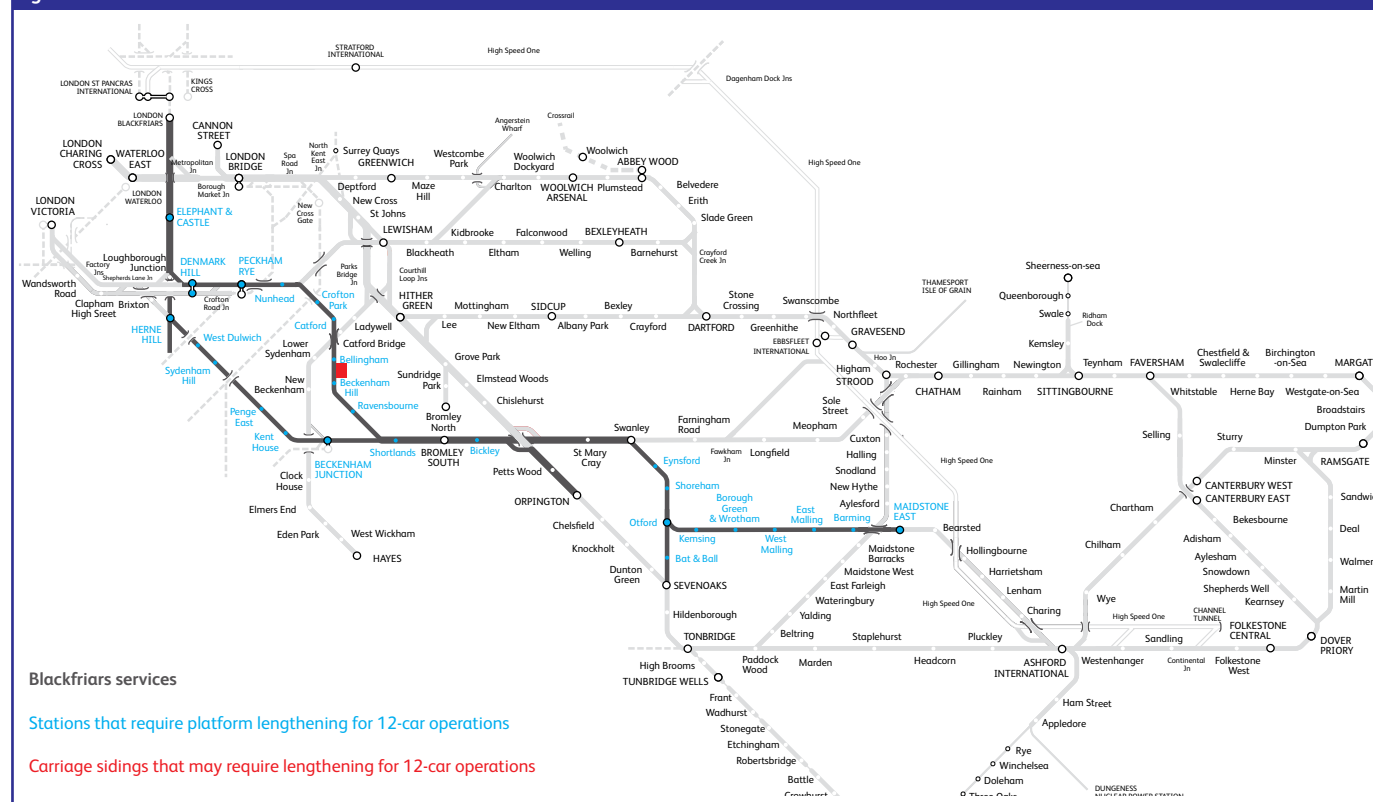 STRATFORD
INTERNATIONAL
High Speed One
Dagenham Dock Jns
LONDON ST PANCRAS
INTERNATIONAL
KINGS
CROSS
LONDON
BLACKFRIARS
CANNON
STREET
LONDON
CHARING
CROSS
WATERLOO
EAST
Metropolitan
Jn
LONDON
BRIDGE
Spa
Road
Jn
North
Kent
East
Jn
Surrey Quays
GREENWICH
Westcombe
Park
Angerstein
Wharf
Crossrail
Woolwich
Dockyard
Woolwich
ABBEY WOOD
High Speed One
LONDON
WATERLOO
Borough
Market Jn
Deptford
Maze
Hill
Charlton
WOOLWICH
ARSENAL
Plumstead
Belvedere
Erith
Slade Green
LONDON
VICTORIA
ELEPHANT &
CASTLE
New
Cross
Gate
New Cross
St Johns
LEWISHAM
Kidbrooke
Falconwood
BEXLEYHEATH
Blackheath
Eltham
Welling
Barnehurst
Crayford
Creek Jn
Loughborough
Junction
DENMARK
HILL
PECKHAM
RYE
Parks
Bridge
Jn
Courthill
Loop Jns
Factory
Jns
Shepherds Lane Jn
Wandsworth
Road
Clapham
High Sreet
Brixton
Crofton
Road Jn
Nunhead
Crofton
Park
HITHER
GREEN
Mottingham
SIDCUP
Bexley
Stone
Crossing
Swanscombe
Northfleet
THAMESPORT
ISLE OF GRAIN
Sheerness-on-sea
Queenborough
Swale
Ridham
Dock
Kemsley
HERNE
HILL
West Dulwich
Catford
Ladywell
Lee
New Eltham
Albany Park
Crayford
DARTFORD
Greenhithe
EBBSFLEET
INTERNATIONAL
GRAVESEND
Sydenham
Hill
Lower
Sydenham
Catford Bridge
Bellingham
Grove Park
Hoo Jn
Higham
STROOD
Rochester
Gillingham
Newington
Teynham
FAVERSHAM
Chestfield &
Swalecliffe
Birchington
-on-Sea
MARGAT
New
Beckenham
Beckenham
Hill
Sundridge
Park
Elmstead Woods
Chislehurst
CHATHAM
Rainham
SITTINGBOURNE
Whitstable
Herne Bay
Westgate-on-Sea
Broadstairs
Dumpton Park
Penge
East
Ravensbourne
Bromley
North
Swanley
Farningham
Road
Sole
Street
Meopham
Kent
House
BECKENHAM
JUNCTION
Shortlands
BROMLEY
SOUTH
Bickley
St Mary
Cray
Fawkham
Jn
Longfield
Cuxton
Halling
Snodland
New Hythe
Aylesford
High Speed One
Selling
Sturry
Minster
RAMSGATE
Clock
House
Petts Wood
Eynsford
Elmers End
ORPINGTON
Shoreham
Borough
Green
& Wrotham
East
Malling
Barming
MAIDSTONE
EAST
CANTERBURY WEST
CANTERBURY EAST
Sandwic
Chartham
Bekesbourne
Eden Park
West Wickham
HAYES
Chelsfield
Otford
Kemsing
West
Malling
Bearsted
Deal
Knockholt
Bat & Ball
Maidstone
Barracks
Hollingbourne
Chilham
Adisham
Aylesham
Walmer
Dunton
Green
SEVENOAKS
Maidstone West
East Farleigh
Harrietsham
Snowdown
Shepherds Well
Kearnsey
Martin
Mill
Wateringbury
Lenham
Wye
Hildenborough
Yalding
High Speed One
Charing
High Speed One
CHANNEL
TUNNEL
TONBRIDGE
Beltring
Staplehurst
Pluckley
Sandling
FOLKESTONE
CENTRAL
DOVER
PRIORY
High Brooms
TUNBRIDGE WELLS
Paddock
Wood
Marden
Headcorn
ASHFORD
INTERNATIONAL
Westenhanger
Continental
Jn
Folkestone
West
Frant
Wadhurst
Stonegate
Etchingham
Robertsbridge
Battle
Crowhurst
Ham Street
Appledore
Rye
Winchelsea
Doleham
Three Oaks
DUNGENESS
NUCLEAR POWER STATION
Blackfriars services
Stations that require platform lengthening for 12-car operations
Carriage sidings that may require lengthening for 12-car operations